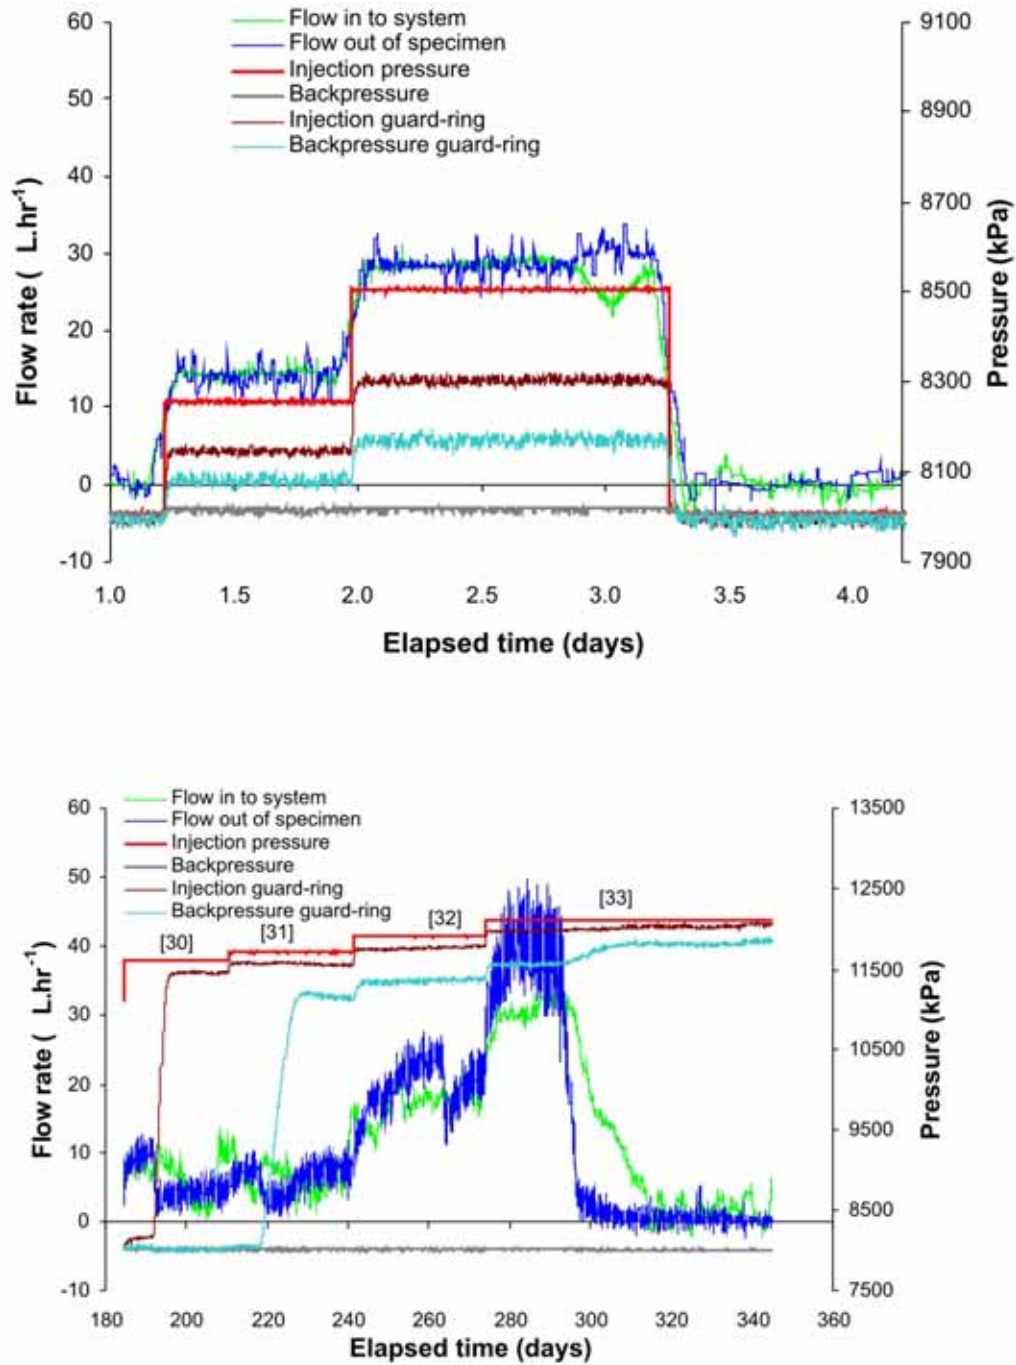 Flow in to system
Flow out of specimen
Injection pressure
Backpressure
Injection guard-ring
Backpressure guard-ring
60
50
40
30
20
10
0
-10
Flow rate ( L.hr-1)
9100
8900
8700
8500
8300
8100
7900
Pressure (kPa)
1.0 1.5 2.0 2.5 3.0 3.5 4.0
Elapsed time (days)
Flow in to system
Flow out of specimen
Injection pressure
Backpressure
Injection guard-ring
Backpressure guard-ring
[30] [31] [32] [33]
60
50
40
30
20
10
0
-10
Flow rate ( L.hr-1)
13500
12500
11500
10500
9500
8500
7500
Pressure (kPa)
180 200 220 240 260 280 300 320 340 360
Elapsed time (days)